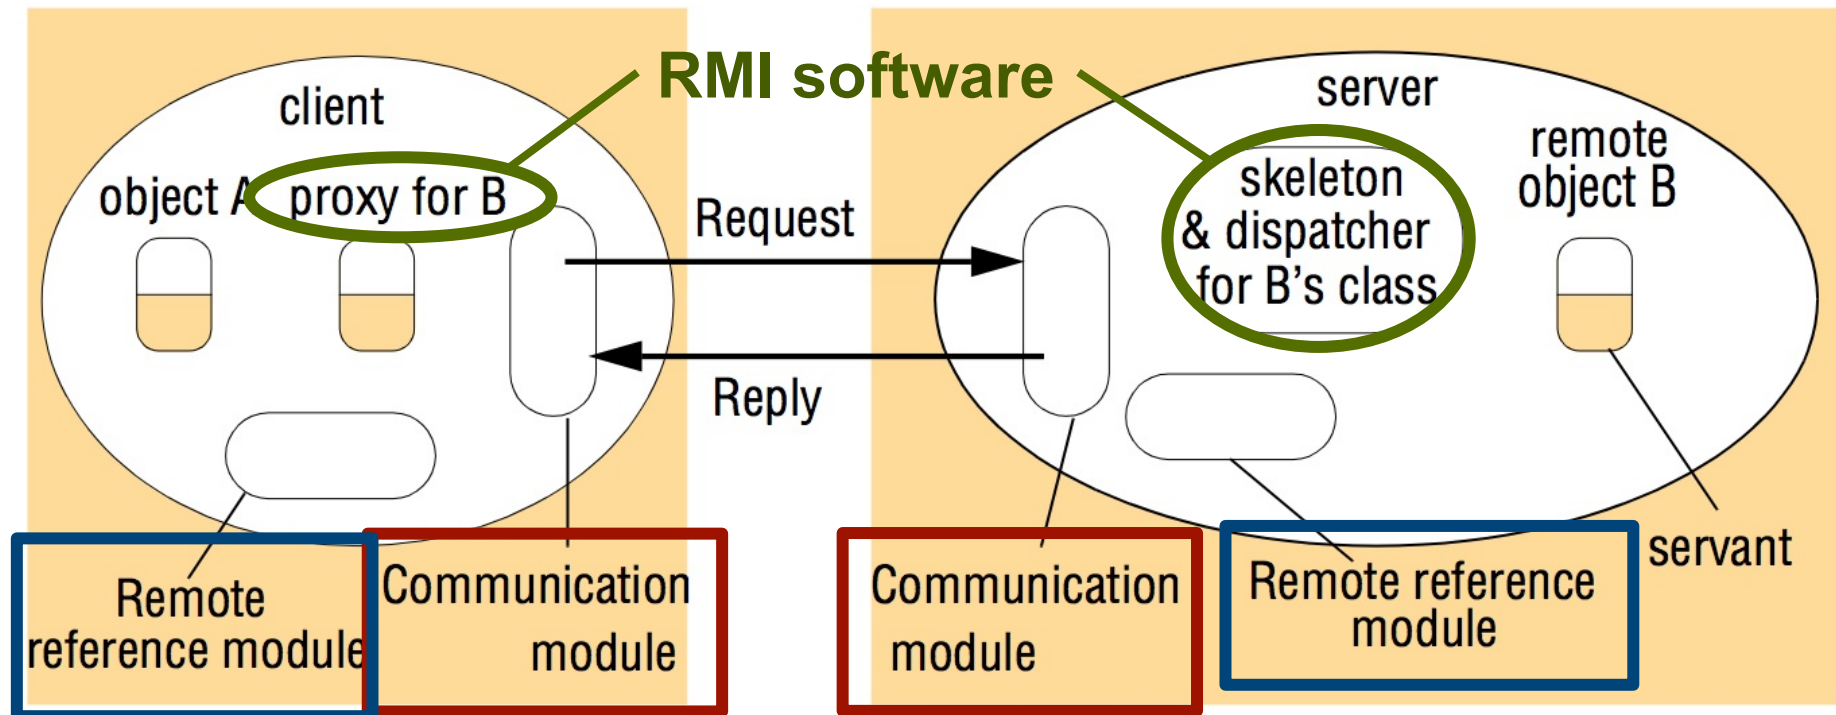 RMI software
client
object A
proxy for B
Request
Reply
Remote
reference module
Communication
module
server
skeleton
& dispatcher
for B’s class
remote
object B
Communication
module
Remote reference
module
servant